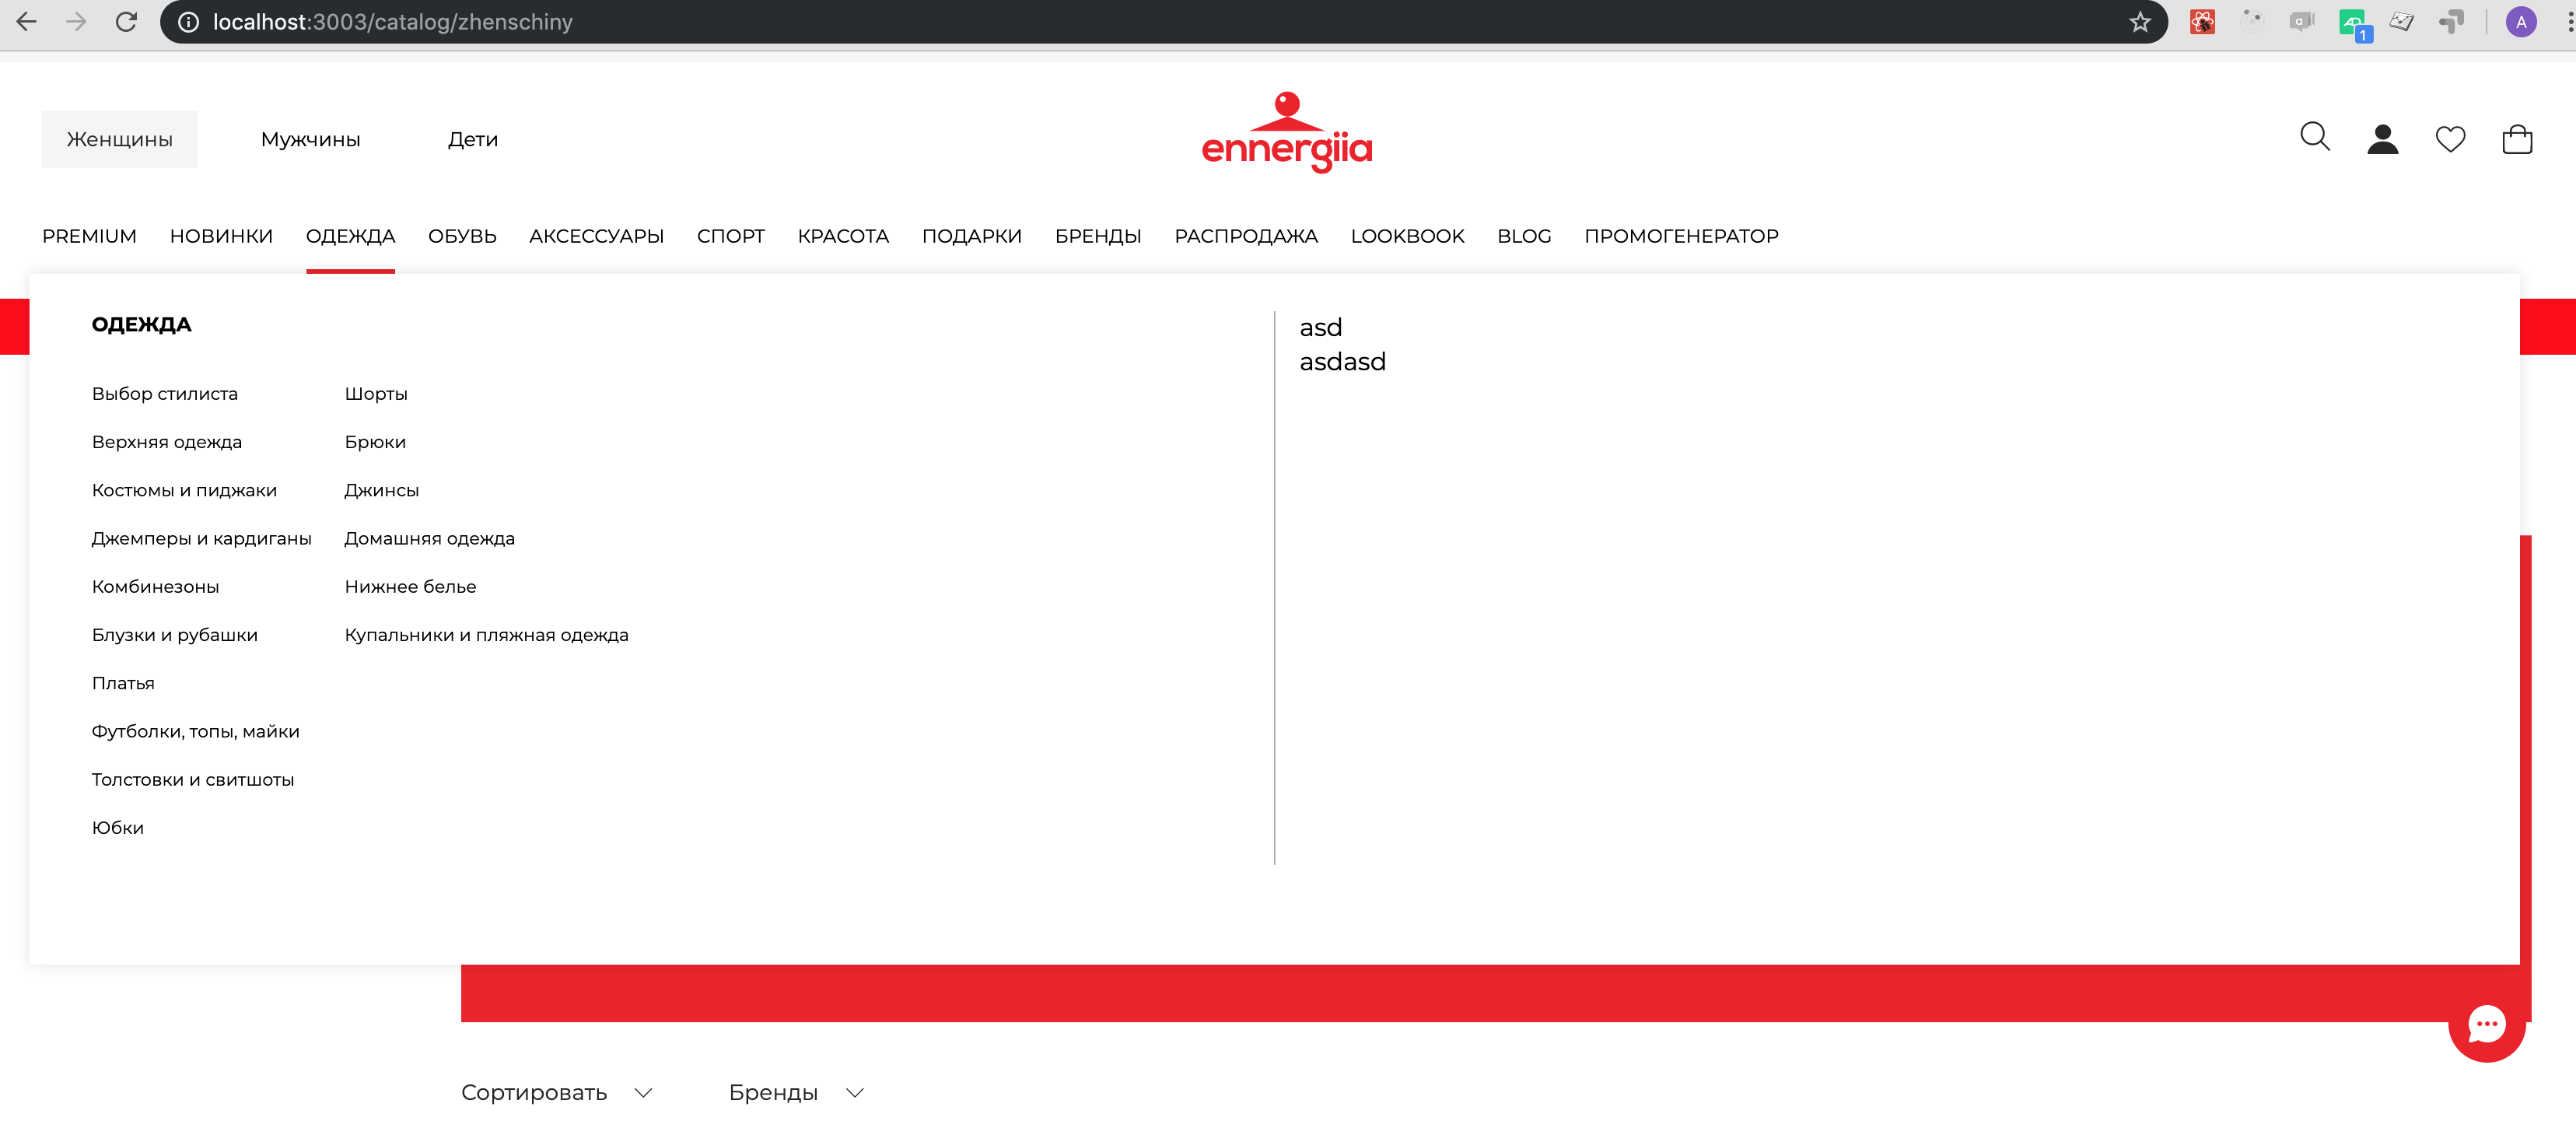 localhost:3003/catalog/zhenschiny
1
A
Женщины Мужчины Дети
ennergiia
PREMIUM НОВИНКИ ОДЕЖДА ОБУВЬ АКСЕССУАРЫ СПОРТ КРАСОТА ПОДАРКИ БРЕНДЫ РАСПРОДАЖА LOOKBOOK BLOG ПРОМОГЕНЕРАТОР
ОДЕЖДА
Выбор стилиста
Верхняя одежда
Костюмы и пиджаки
Джемперы и кардиганы
Комбинезоны
Блузки и рубашки
Платья
Футболки, топы, майки
Толстовки и свитшоты
Юбки
Шорты
Брюки
Джинсы
Домашняя одежда
Нижнее белье
Купальники и пляжная одежда
asd
asdasd
Сортировать Бренды